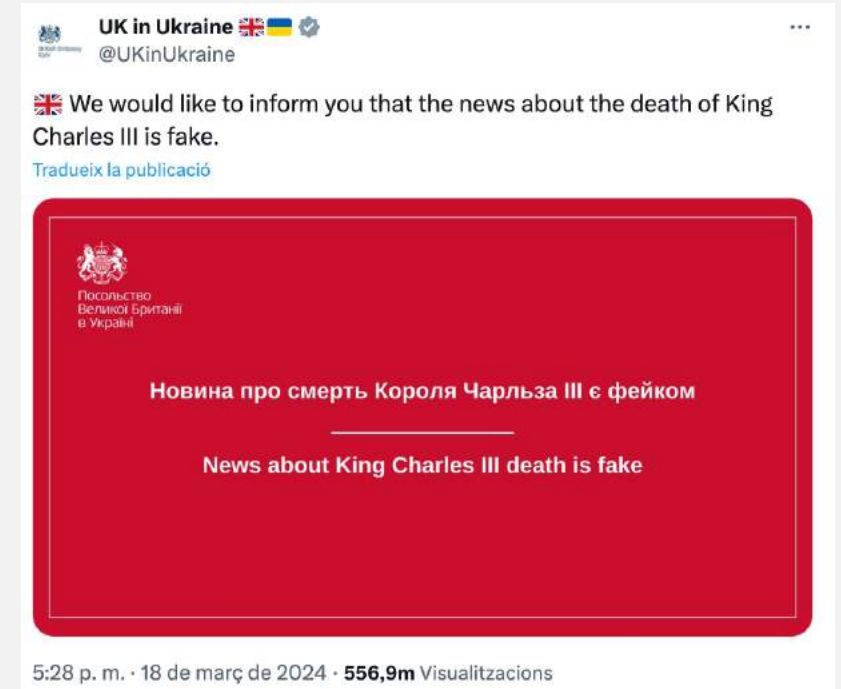 UK in Ukraine 🇬🇧🇺🇦
@UKinUkraine
🇬🇧 We would like to inform you that the news about the death of King
Charles III is fake.
Tradueix la publicació
Посольство
Великої Британії
в Україні
Новина про смерть Короля Чарльза III є фейком
News about King Charles III death is fake
5:28 p. m. · 18 de març de 2024 · 556,9m Visualitzacions